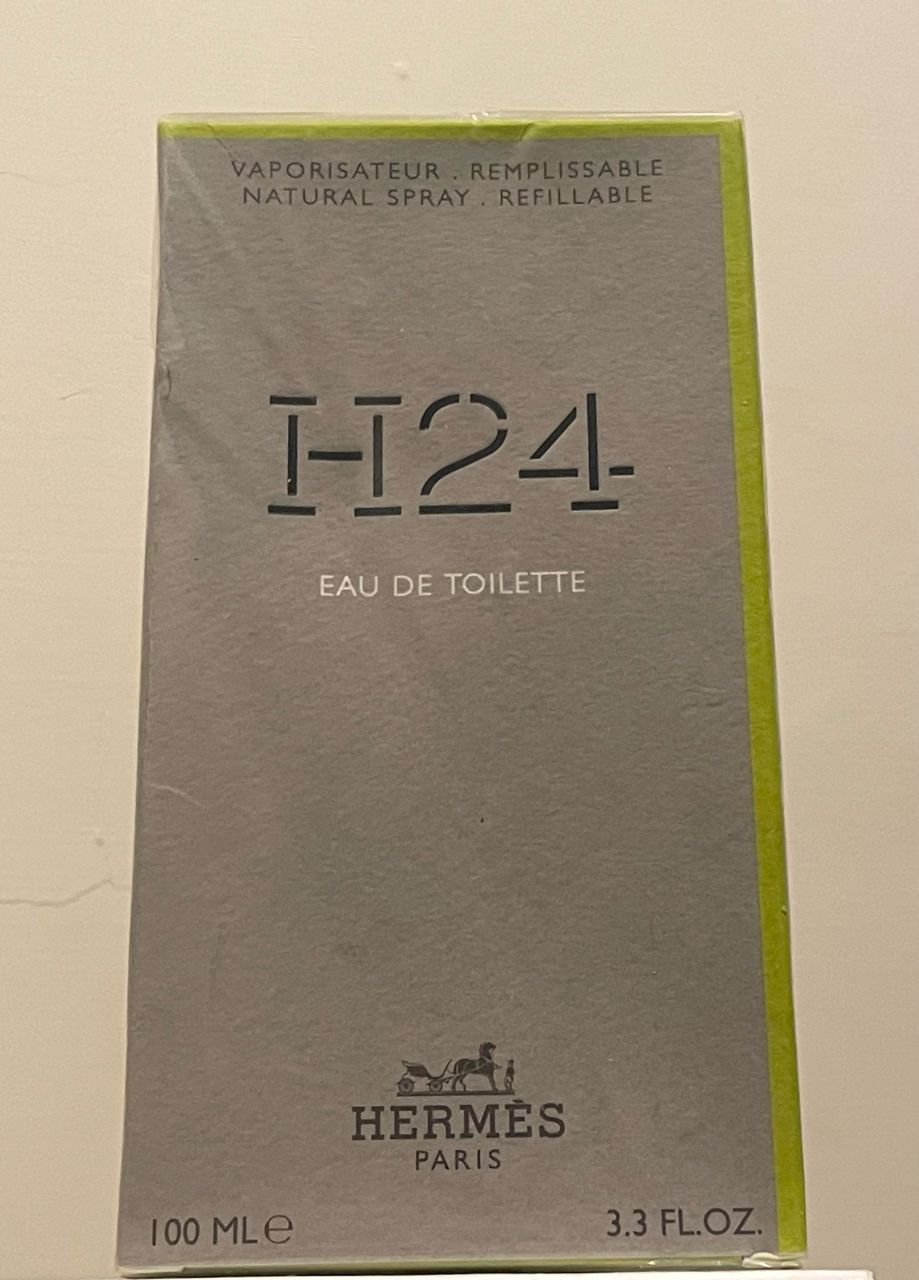 VAPORISATEUR . REMPLISSABLE
NATURAL SPRAY . REFILLABLE
H24
EAU DE TOILETTE
HERMÈS
PARIS
100 ML e 3.3 FL.OZ.